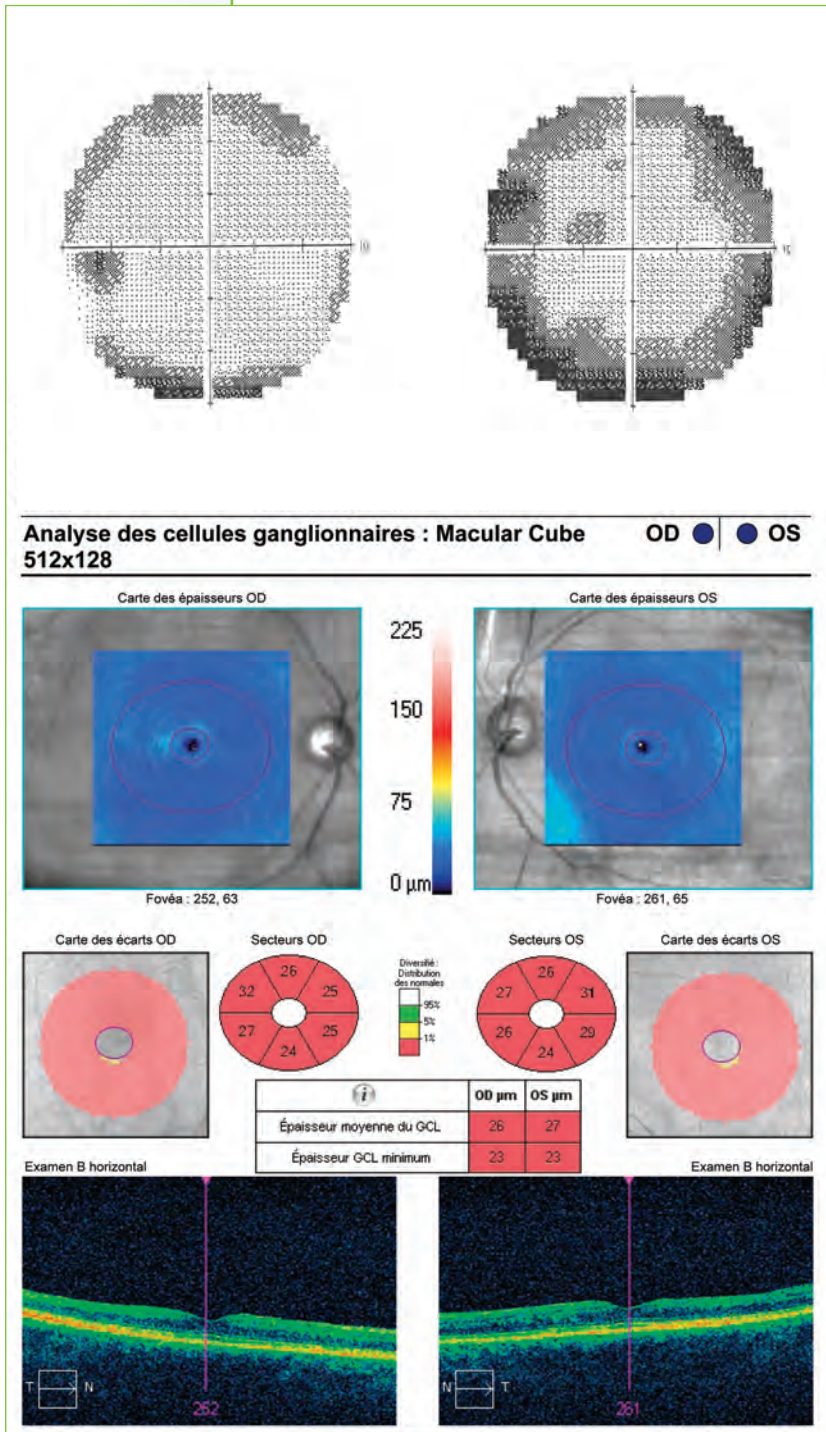 Analyse des cellules ganglionnaires : Macular Cube 512x128
OD OS
Carte des épaisseurs OD
Carte des épaisseurs OS
225
150
75
0 µm
Fovéa : 252, 63
Fovéa : 261, 65
Carte des écarts OD
Secteurs OD
Diversifié :
Distribution
des normales
95%
5%
1%
Secteurs OS
Carte des écarts OS
26
32 25
27 25
24
26
27 31
26 29
24
OD µm OS µm
Épaisseur moyenne du GCL 26 27
Épaisseur GCL minimum 23 23
Examen B horizontal
Examen B horizontal
T N
252
N T
261